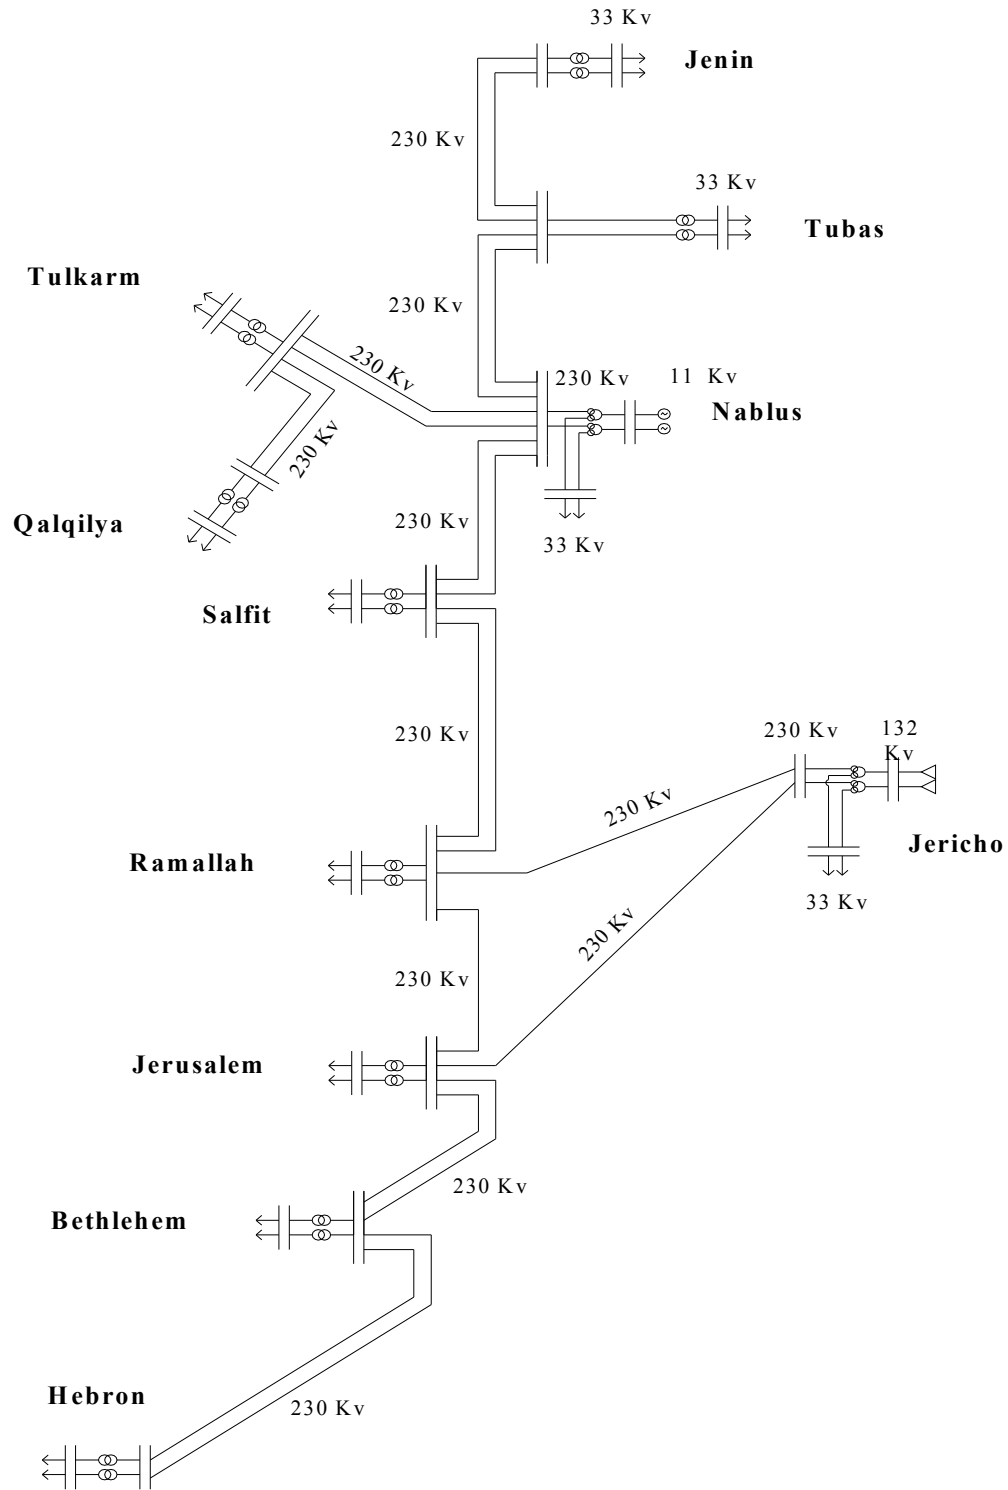 33 Kv
Jenin
230 Kv
33 Kv
Tubas
Tulkarm
230 Kv
230 Kv
230 Kv
11 Kv
Nablus
230 Kv
Qalqilya
230 Kv
33 Kv
Salfit
230 Kv
230 Kv
132
Kv
230 Kv
Jericho
Ramallah
33 Kv
230 Kv
230 Kv
Jerusalem
230 Kv
Bethlehem
Hebron
230 Kv